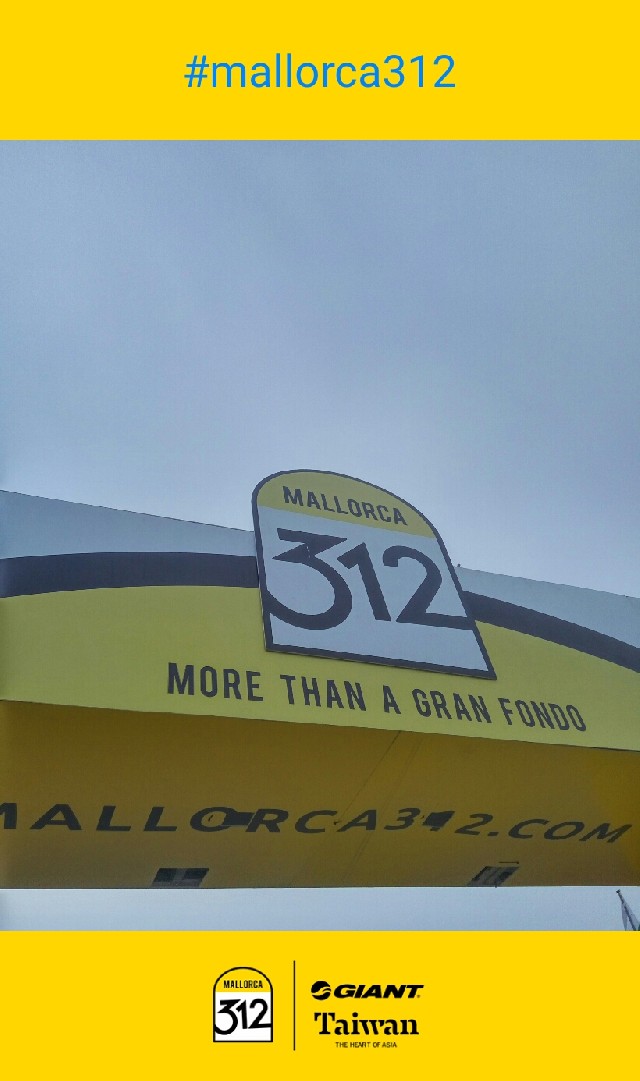 #mallorca312
MALLORCA
312
MORE THAN A GRAN FONDO
MALLORCA312.COM
MALLORCA
312
GIANT
Taiwan
THE HEART OF ASIA